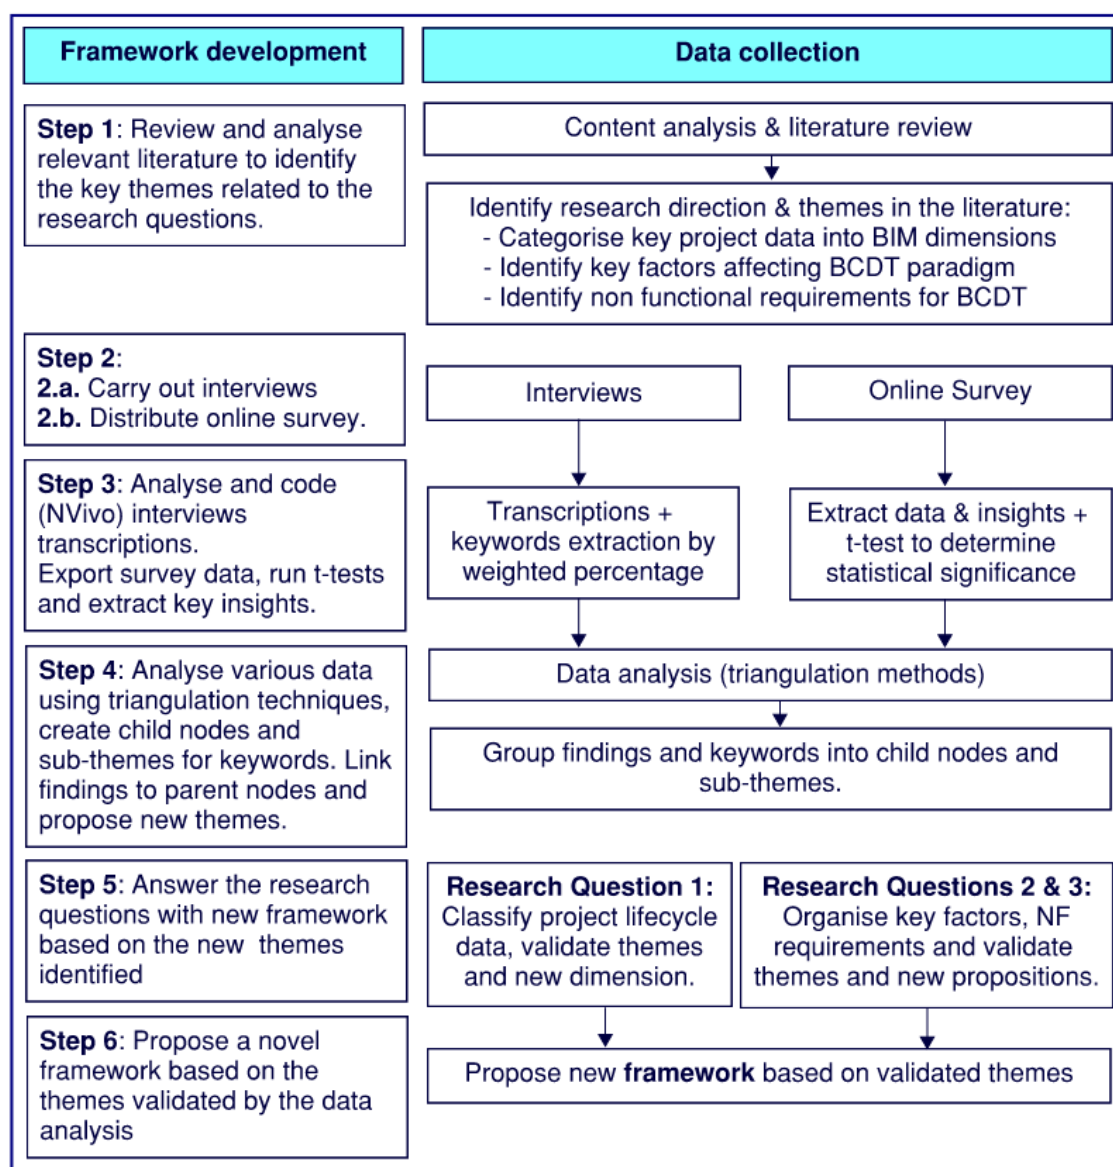 Framework development
Data collection
Step 1: Review and analyse
relevant literature to identify
the key themes related to the
research questions.
Content analysis & literature review
Identify research direction & themes in the literature:
- Categorise key project data into BIM dimensions
- Identify key factors affecting BCDT paradigm
- Identify non functional requirements for BCDT
Step 2:
2.a. Carry out interviews
2.b. Distribute online survey.
Interviews
Online Survey
Step 3: Analyse and code
(NVivo) interviews
transcriptions.
Export survey data, run t-tests
and extract key insights.
Transcriptions +
keywords extraction by
weighted percentage
Extract data & insights +
t-test to determine
statistical significance
Step 4: Analyse various data
using triangulation techniques,
create child nodes and
sub-themes for keywords. Link
findings to parent nodes and
propose new themes.
Data analysis (triangulation methods)
Group findings and keywords into child nodes and
sub-themes.
Step 5: Answer the research
questions with new framework
based on the new themes
identified
Research Question 1:
Classify project lifecycle
data, validate themes
and new dimension.
Research Questions 2 & 3:
Organise key factors, NF
requirements and validate
themes and new propositions.
Step 6: Propose a novel
framework based on the
themes validated by the data
analysis
Propose new framework based on validated themes